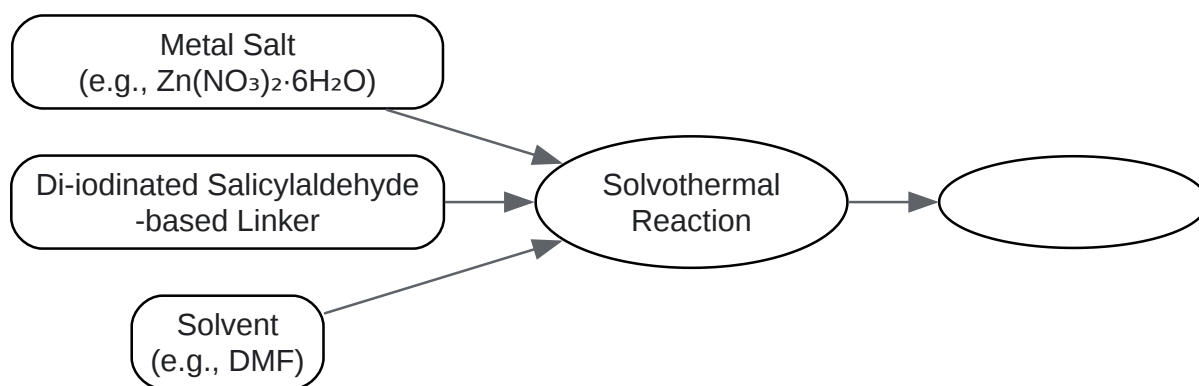 Metal Salt
(e.g., Zn(NO₃)₂·6H₂O)
Di-iodinated Salicylaldehyde
-based Linker
Solvent
(e.g., DMF)
Solvothermal
Reaction